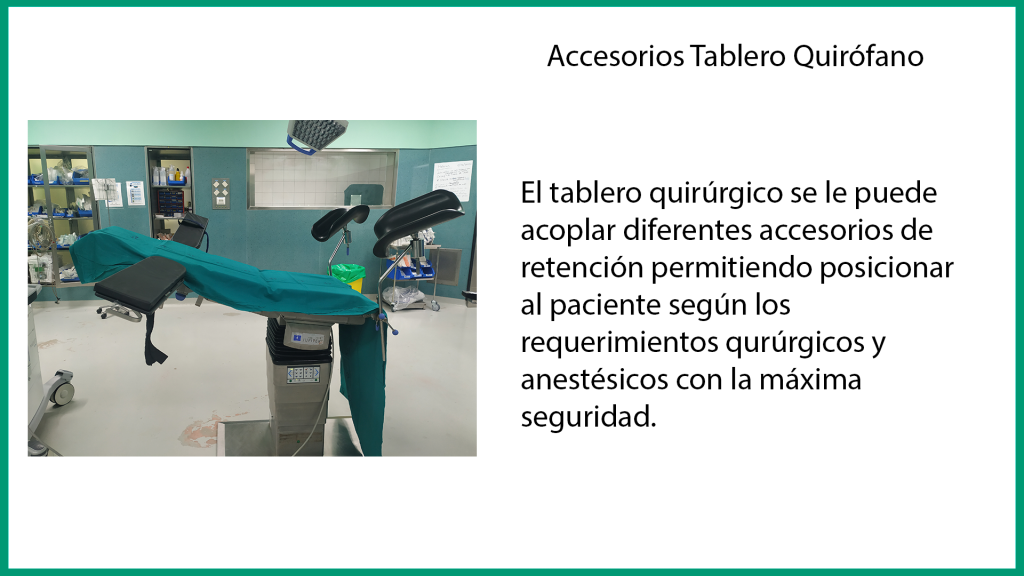 Accesorios Tablero Quirófano
El tablero quirúrgico se le puede
acoplar diferentes accesorios de
retención permitiendo posicionar
al paciente según los
requerimientos qurúrgicos y
anestésicos con la máxima
seguridad.